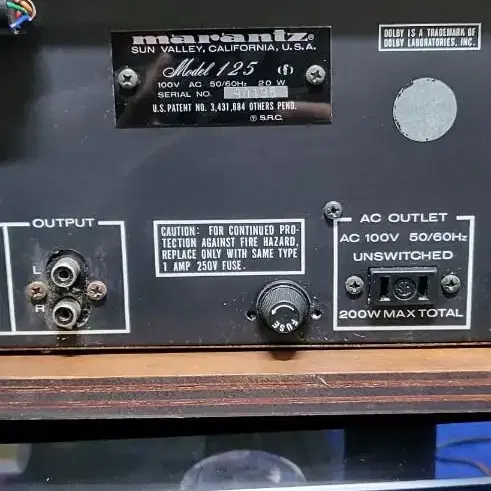 marantz
SUN VALLEY, CALIFORNIA, U.S.A.
Model 125 (f)
100V AC 50/60Hz 20 W
SERIAL NO
U.S. PATENT NO. 3,431,884 OTHERS PEND.
Ⓟ S.R.C.
DOLBY IS A TRADEMARK OF
DOLBY LABORATORIES, INC.
OUTPUT
L
R
CAUTION: FOR CONTINUED PRO-
TECTION AGAINST FIRE HAZARD,
REPLACE ONLY WITH SAME TYPE
1 AMP 250V FUSE.
FUSE
AC OUTLET
AC 100V 50/60Hz
UNSWITCHED
200W MAX TOTAL